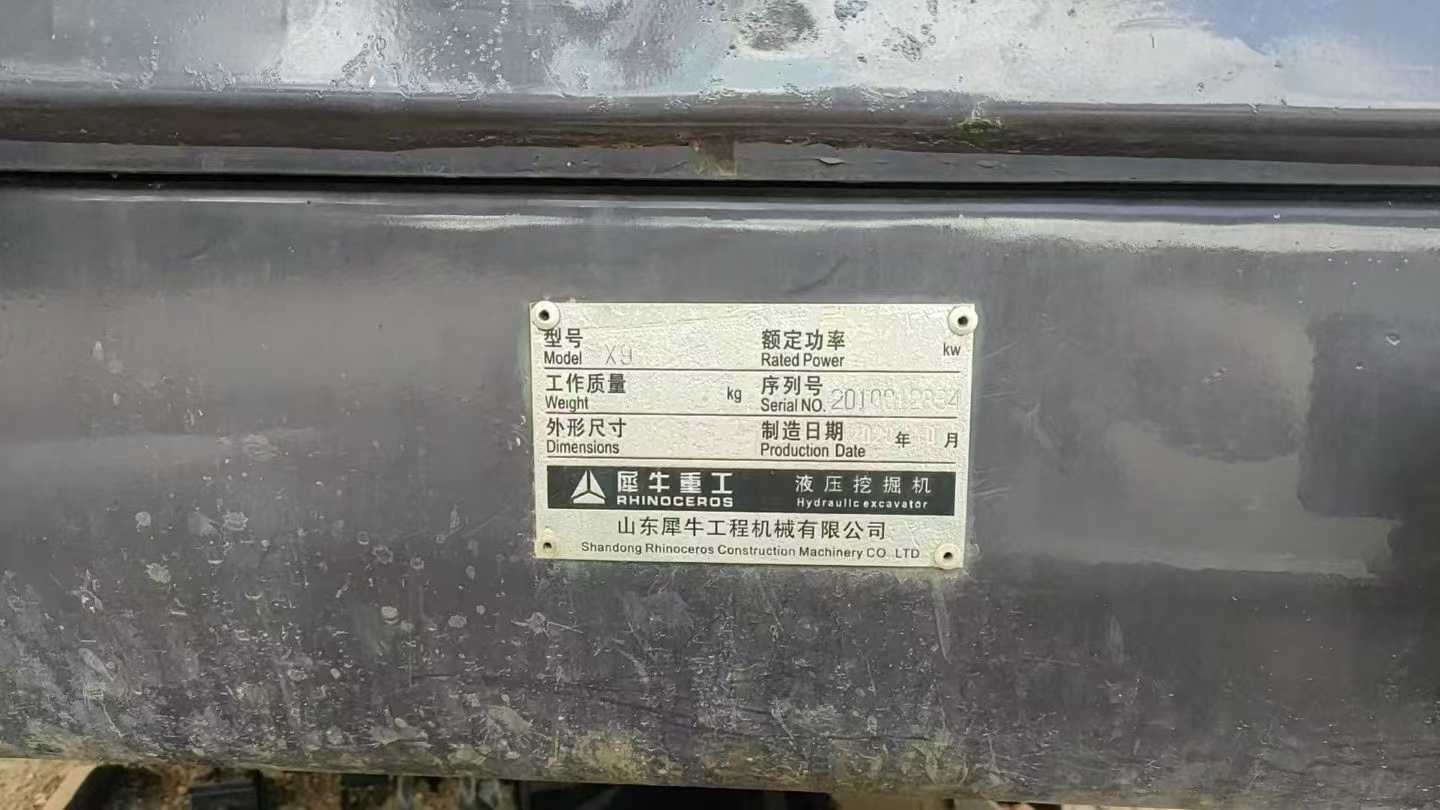 型号 额定功率
Model X9 Rated Power kw
工作质量 序列号
Weight kg Serial NO.
外形尺寸 制造日期 年 月
Dimensions Production Date
犀牛重工 液压挖掘机
RHINOCEROS Hydraulic excavator
山东犀牛工程机械有限公司
Shandong Rhinoceros Construction Machinery CO. LTD